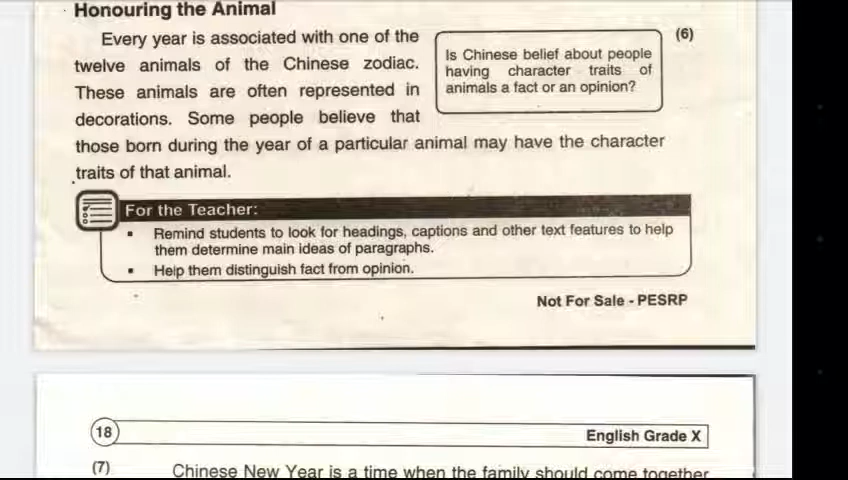 Honouring the Animal
Every year is associated with one of the
twelve animals of the Chinese zodiac.
These animals are often represented in
decorations. Some people believe that
those born during the year of a particular animal may have the character
traits of that animal.
Is Chinese belief about people
having character traits of
animals a fact or an opinion?
(6)
For the Teacher:
▪ Remind students to look for headings, captions and other text features to help
them determine main ideas of paragraphs.
▪ Help them distinguish fact from opinion.
Not For Sale - PESRP
18
English Grade X
(7) Chinese New Year is a time when the family should come together